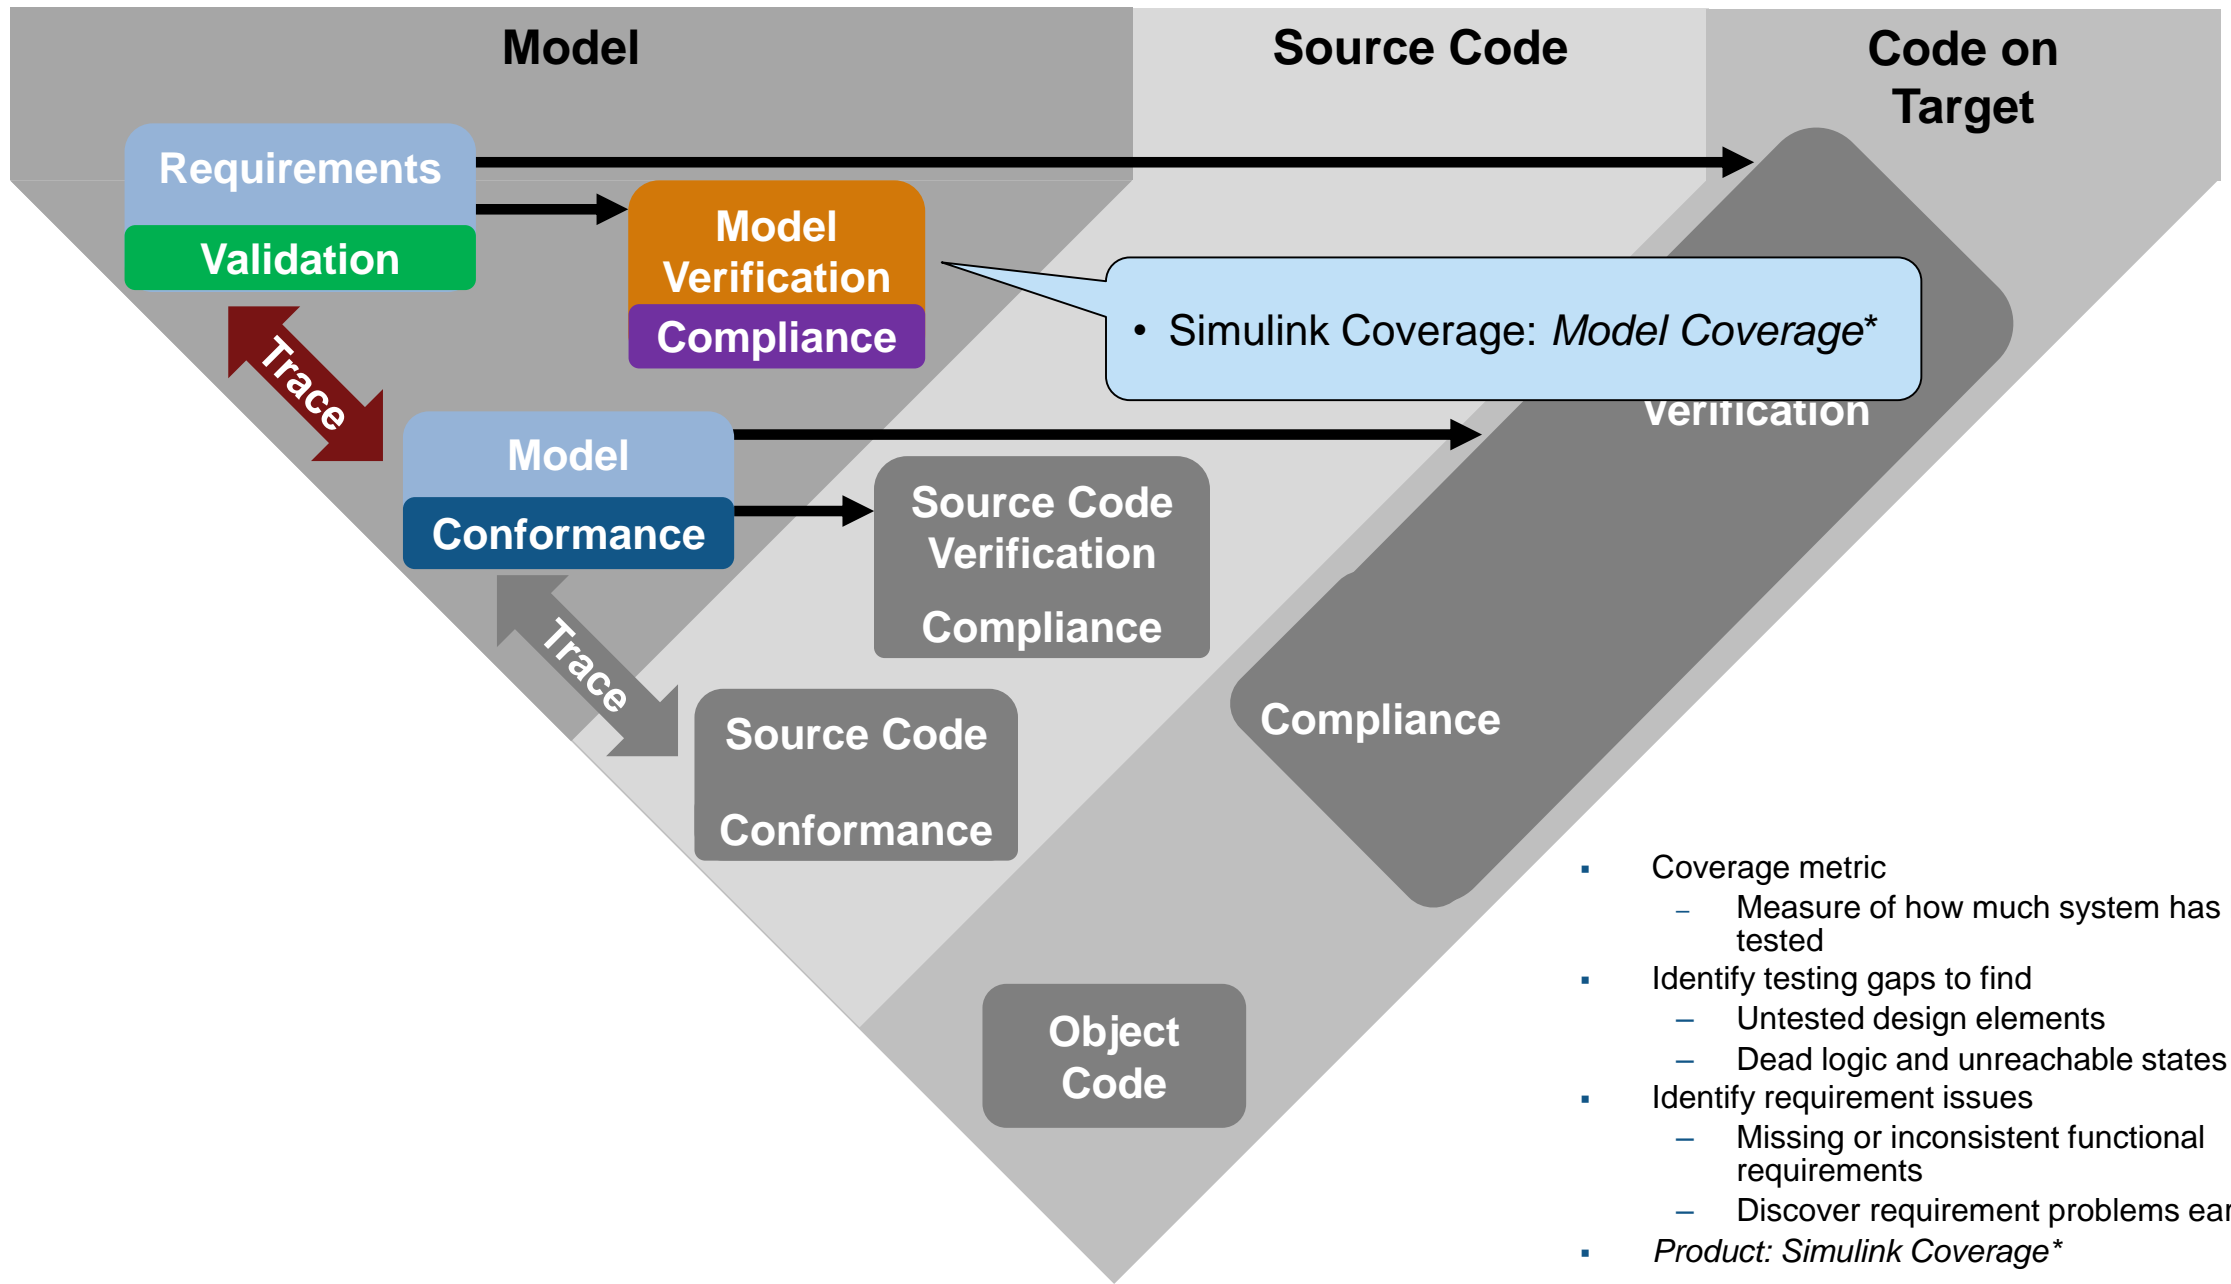 Model
Source Code
Code on
Target
Requirements
Validation
Model
Verification
Compliance
• Simulink Coverage: Model Coverage*
Verification
Trace
Model
Conformance
Source Code
Verification
Compliance
Trace
Source Code
Conformance
Compliance
Object
Code
▪ Coverage metric
– Measure of how much system has
tested
▪ Identify testing gaps to find
– Untested design elements
– Dead logic and unreachable states
▪ Identify requirement issues
– Missing or inconsistent functional
requirements
– Discover requirement problems
▪ Product: Simulink Coverage*